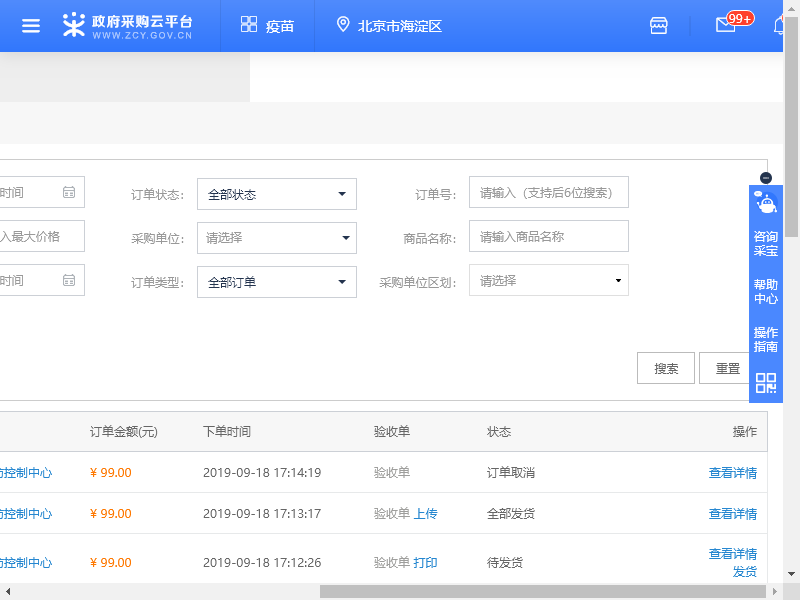 政府采购云平台
WWW.ZCY.GOV.CN
疫苗
北京市海淀区
99+
时间
订单状态:
全部状态
订单号:
请输入（支持后6位搜索）
入最大价格
采购单位:
请选择
商品名称:
请输入商品名称
时间
订单类型:
全部订单
采购单位区划:
请选择
咨询
采宝
帮助
中心
操作
指南
搜索
重置
订单金额(元)
下单时间
验收单
状态
操作
控制中心
¥ 99.00
2019-09-18 17:14:19
验收单
订单取消
查看详情
控制中心
¥ 99.00
2019-09-18 17:13:17
验收单 上传
全部发货
查看详情
控制中心
¥ 99.00
2019-09-18 17:12:26
验收单 打印
待发货
查看详情
发货